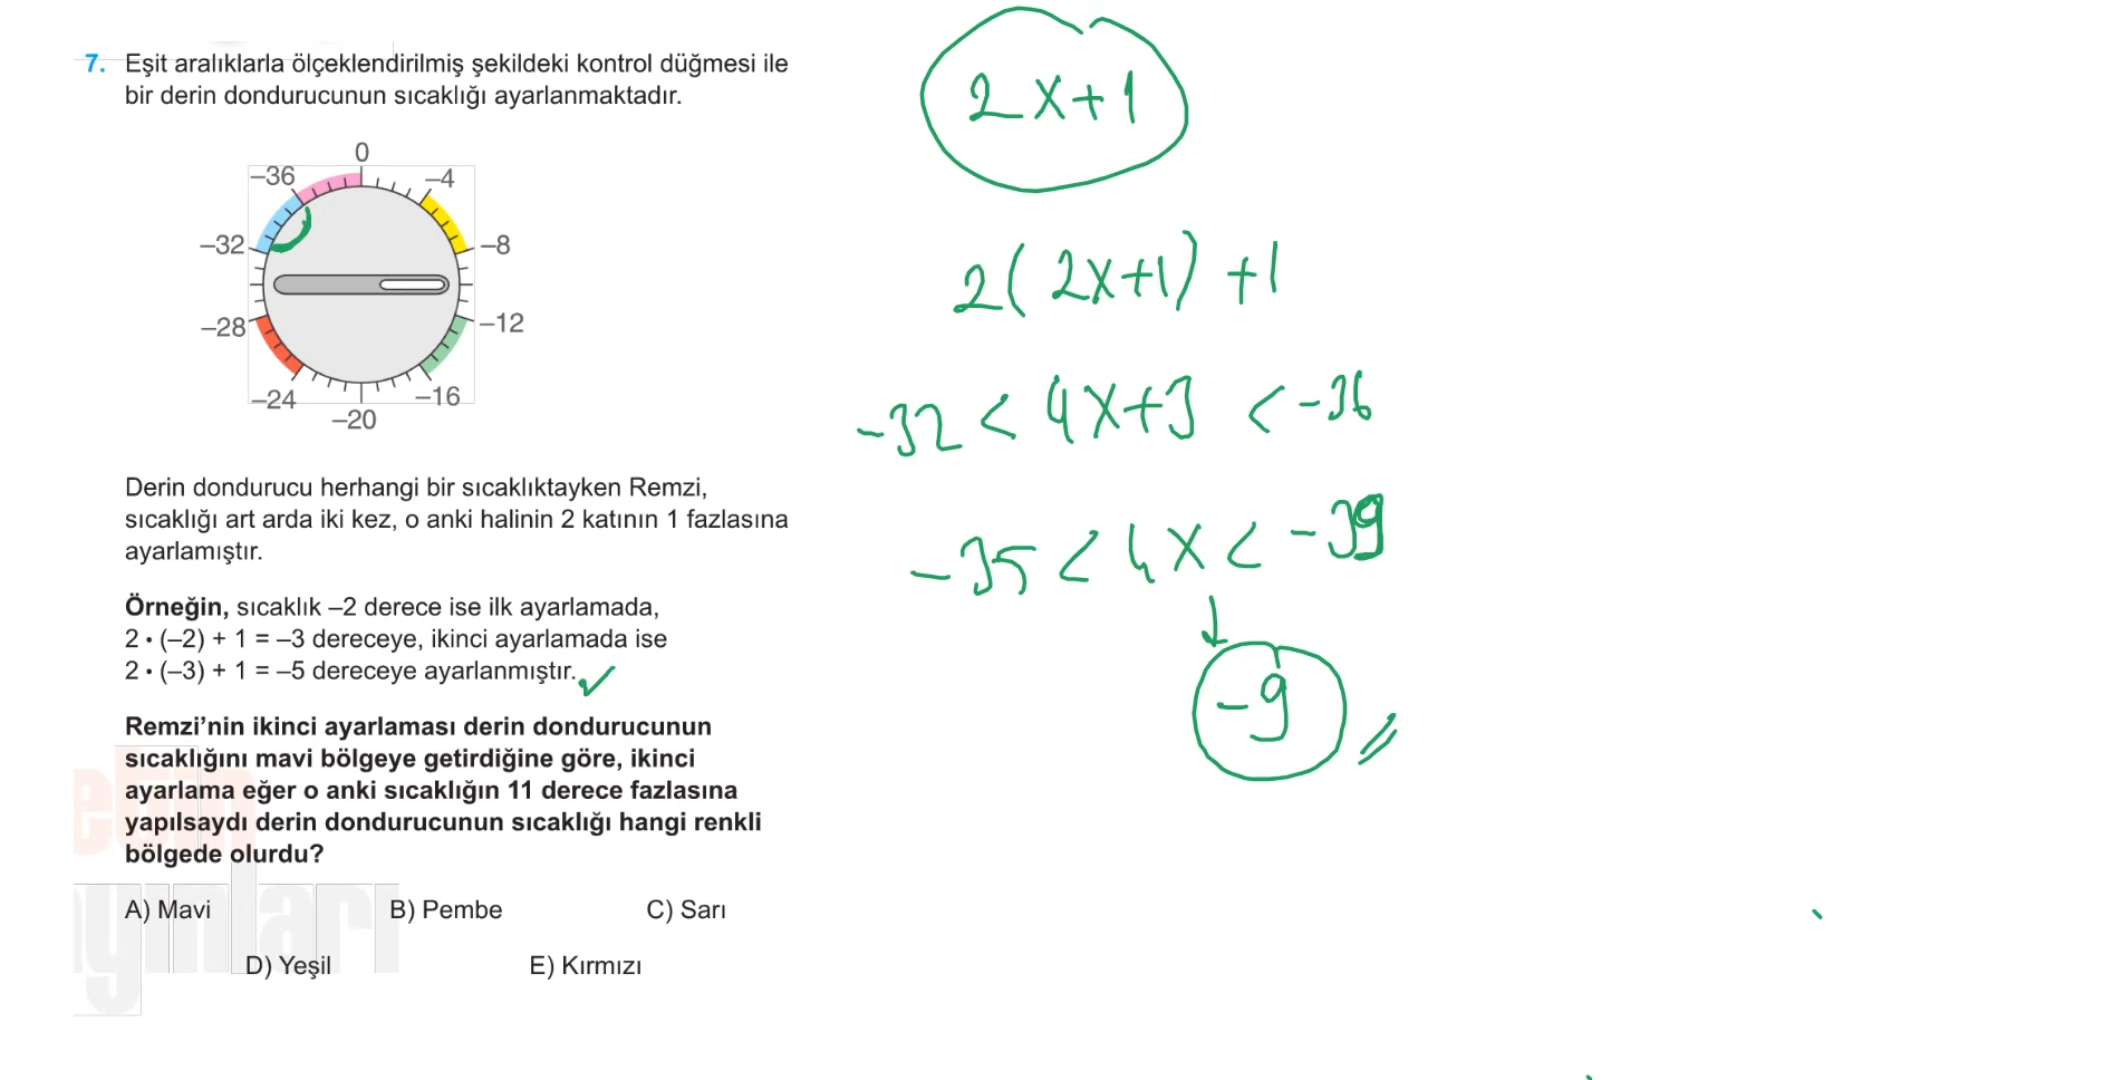 7. Eşit aralıklarla ölçeklendirilmiş şekildeki kontrol düğmesi ile
bir derin dondurucunun sıcaklığı ayarlanmaktadır.
0
–36
–4
–32
–8
–28
–12
–24
–16
–20
Derin dondurucu herhangi bir sıcaklıktayken Remzi,
sıcaklığı art arda iki kez, o anki halinin 2 katının 1 fazlasına
ayarlamıştır.
Örneğin, sıcaklık –2 derece ise ilk ayarlamada,
2 • (–2) + 1 = –3 dereceye, ikinci ayarlamada ise
2 • (–3) + 1 = –5 dereceye ayarlanmıştır.
Remzi’nin ikinci ayarlaması derin dondurucunun
sıcaklığını mavi bölgeye getirdiğine göre, ikinci
ayarlama eğer o anki sıcaklığın 11 derece fazlasına
yapılsaydı derin dondurucunun sıcaklığı hangi renkli
bölgede olurdu?
A) Mavi B) Pembe C) Sarı
D) Yeşil E) Kırmızı
2x+1
2(2x+1)+1
-32 < 4x+3 < -36
-35 < 4x < -39
-9
etin
yayınları